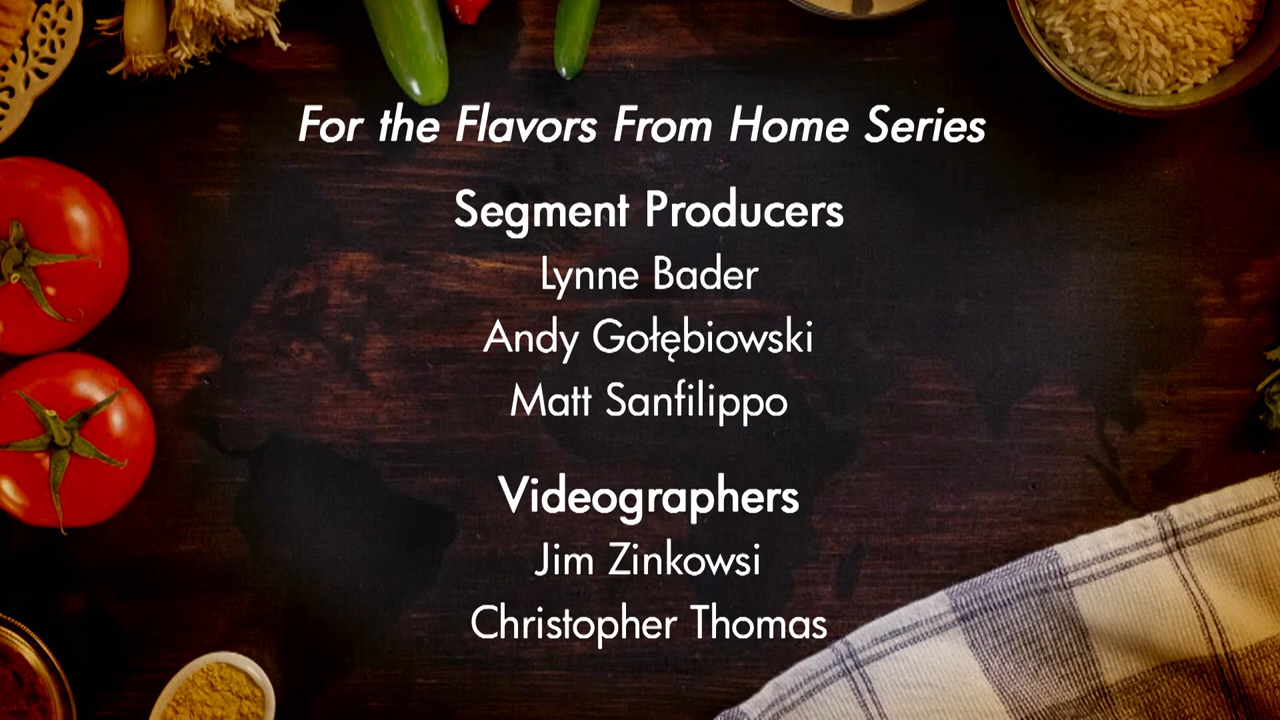 For the Flavors From Home Series
Segment Producers
Lynne Bader
Andy Gołębiowski
Matt Sanfilippo
Videographers
Jim Zinkowsi
Christopher Thomas